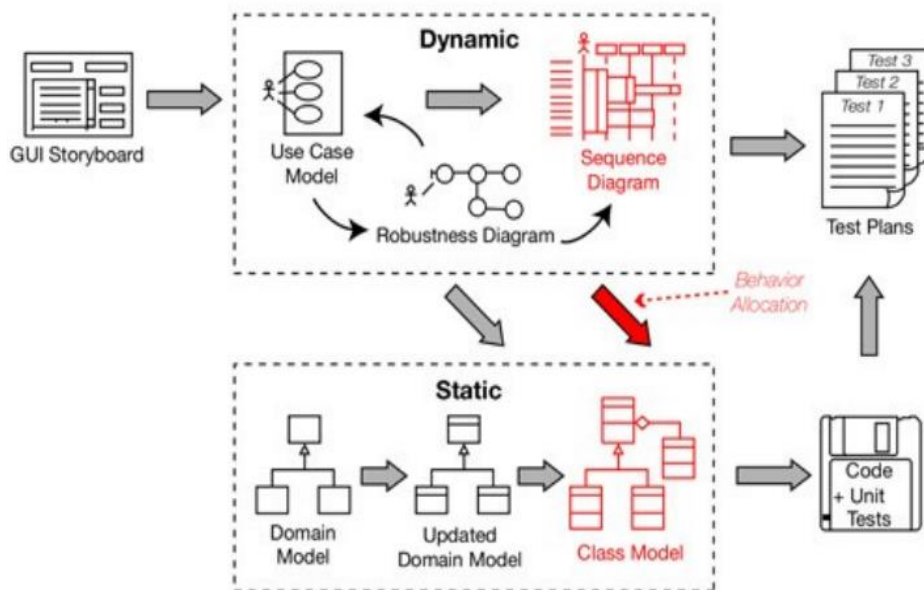 Dynamic
Test 3
Test 2
Test 1
GUI Storyboard
Use Case
Model
Sequence
Diagram
Robustness Diagram
Test Plans
Behavior
Allocation
Static
Code
+ Unit
Tests
Domain
Model
Updated
Domain Model
Class Model